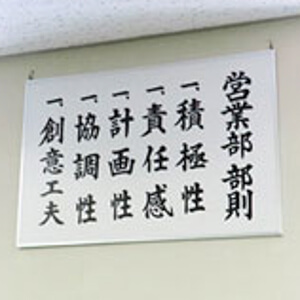 営業部部則
一、積極性
一、責任感
一、計画性
一、協調性
一、創意工夫